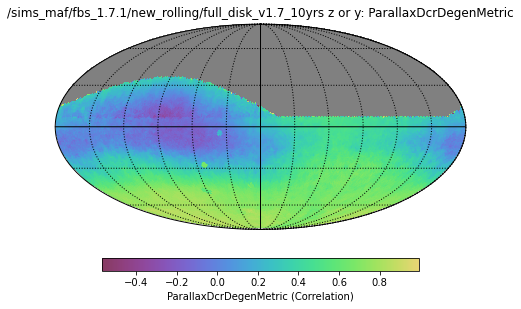 /sims_maf/fbs_1.7.1/new_rolling/full_disk_v1.7_10yrs z or y: ParallaxDcrDegenMetric
−0.4 −0.2 0.0 0.2 0.4 0.6 0.8
ParallaxDcrDegenMetric (Correlation)